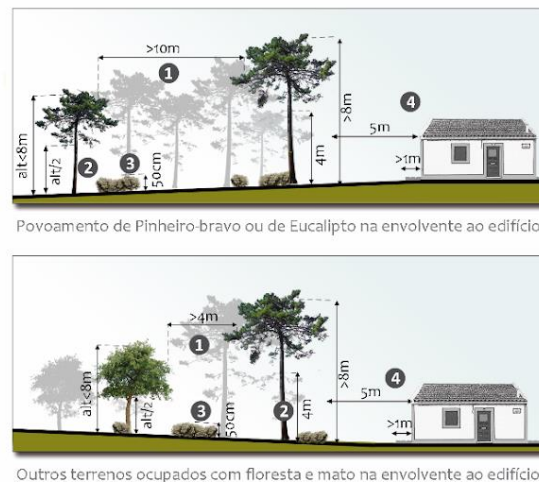 >10m
1
alt<8m
alt/2
2
3
50cm
>8m
4m
4
5m
>1m
Povoamento de Pinheiro-bravo ou de Eucalipto na envolvente ao edifício
>4m
1
alt<8m
alt/2
3
50cm
2
4m
>8m
4
5m
>1m
Outros terrenos ocupados com floresta e mato na envolvente ao edifício